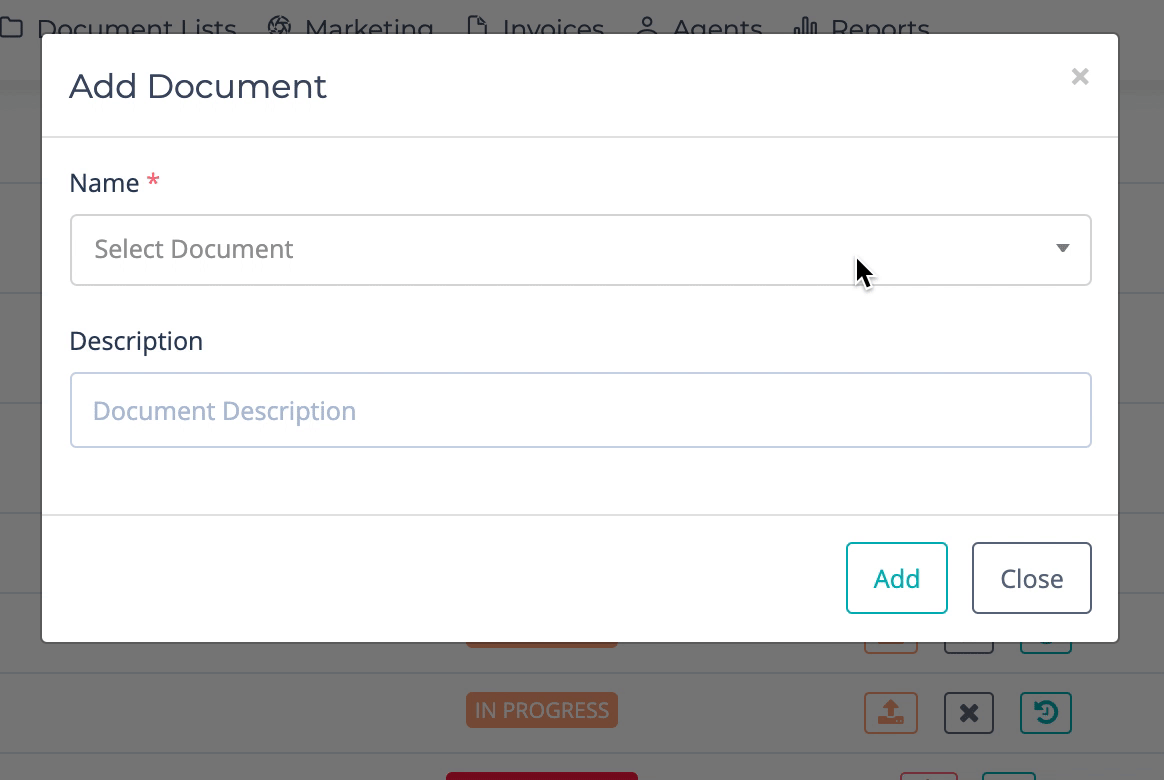 Document Lists Marketing Invoices Agents Reports
Add Document
×
Name *
Select Document
Description
Document Description
Add Close
IN PROGRESS